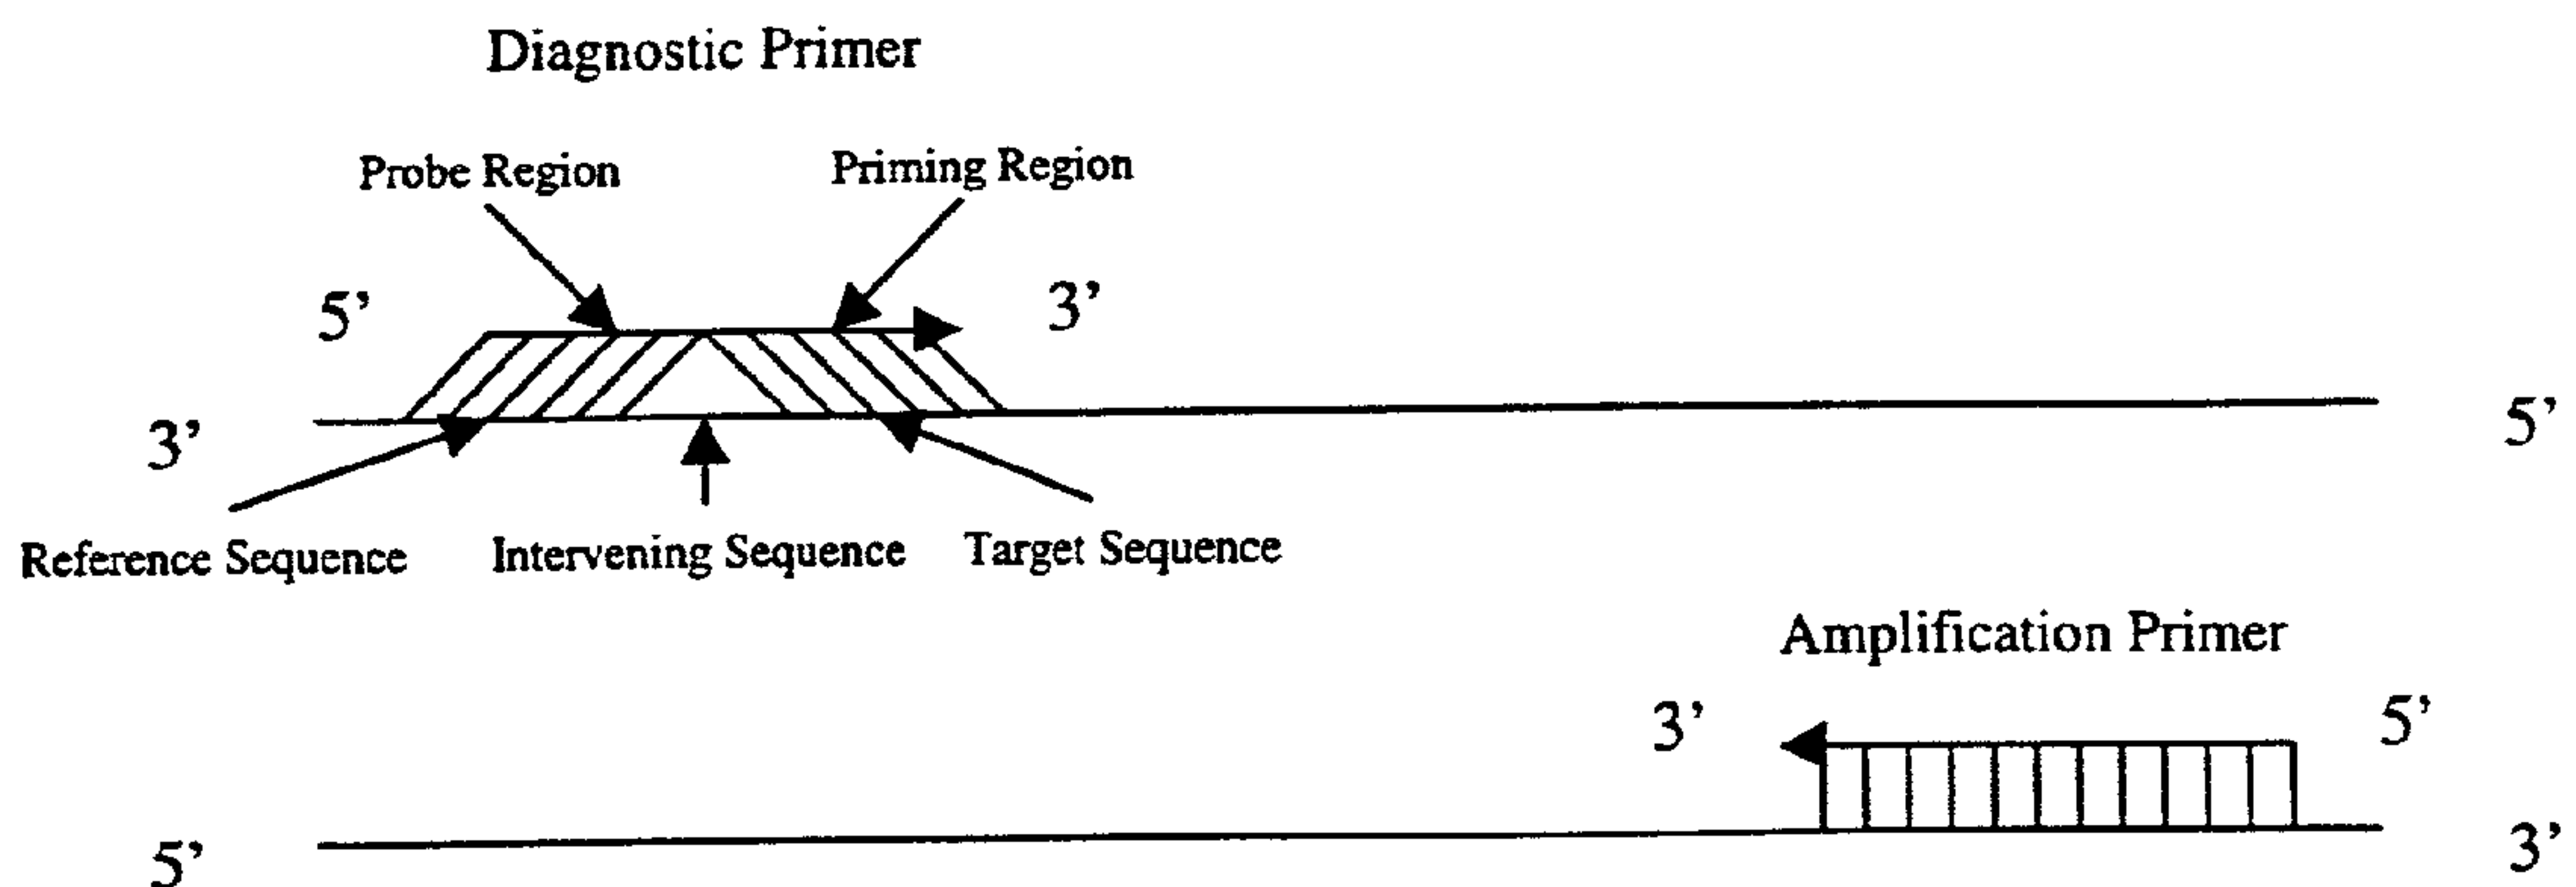 Diagnostic Primer
Probe Region
Priming Region
5’
3’
3’
5’
Reference Sequence
Intervening Sequence
Target Sequence
Amplification Primer
3’
5’
5’
3’